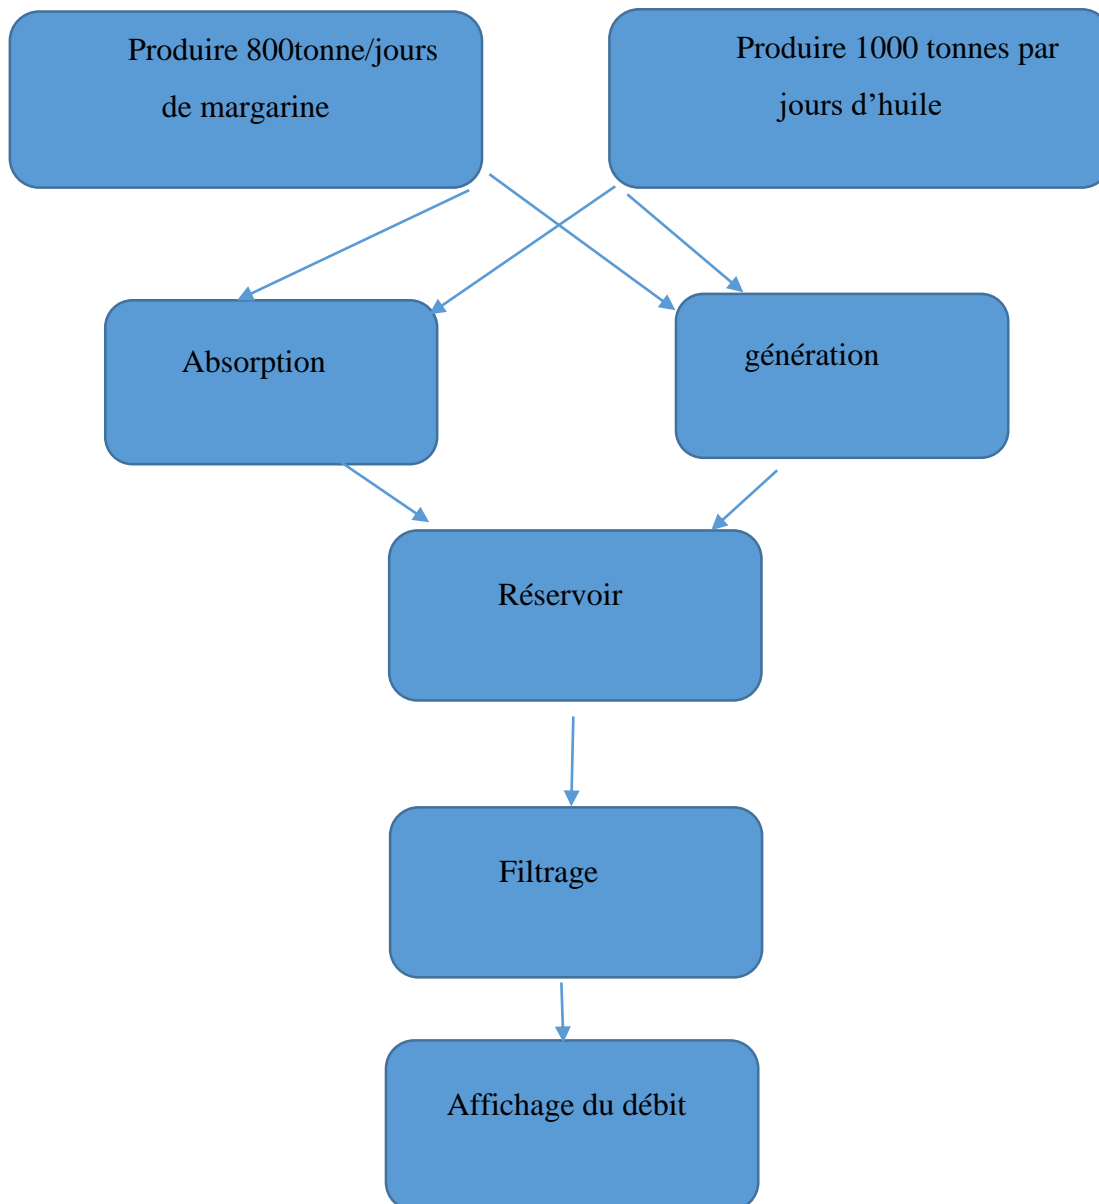 Produire 800tonne/jours
de margarine
Produire 1000 tonnes par
jours d’huile
Absorption
génération
Réservoir
Filtrage
Affichage du débit